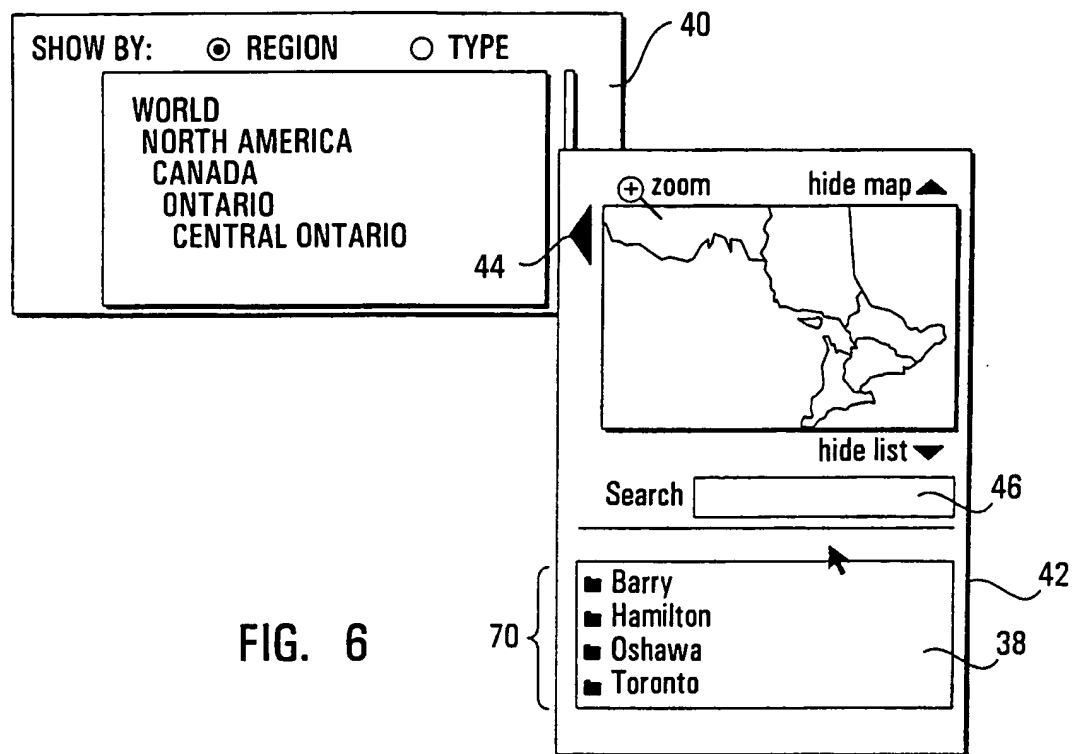 40
SHOW BY: REGION TYPE
WORLD
NORTH AMERICA
CANADA
ONTARIO
CENTRAL ONTARIO
zoom hide map
44
hide list
Search
46
42
70
Barry
Hamilton
Oshawa
Toronto
38
FIG. 6